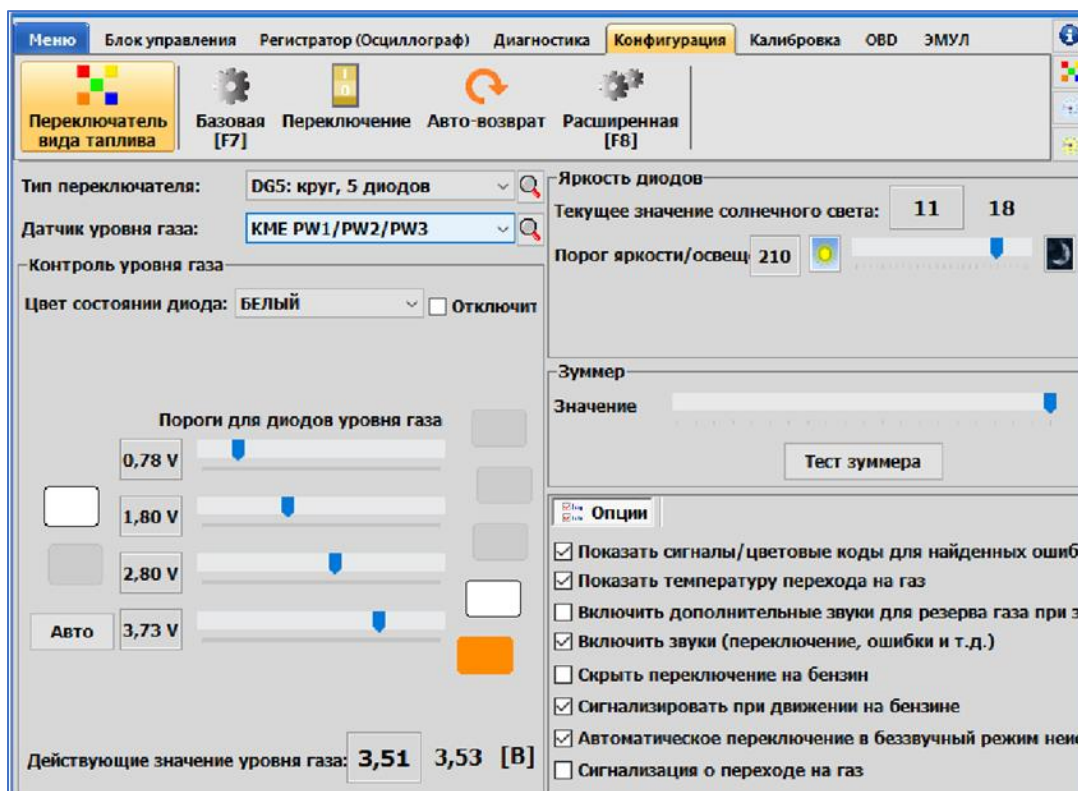 Меню Блок управления Регистратор (Осциллограф) Диагностика Конфигурация Калибровка OBD ЭМУЛ
Переключатель вида таплива
Базовая [F7]
Переключение
Авто-возврат
Расширенная [F8]
Тип переключателя: DG5: круг, 5 диодов
Датчик уровня газа: KME PW1/PW2/PW3
Контроль уровня газа
Цвет состоянии диода: БЕЛЫЙ Отключит
Пороги для диодов уровня газа
0,78 V
1,80 V
2,80 V
Авто 3,73 V
Действующие значение уровня газа: 3,51 3,53 [В]
Яркость диодов
Текущее значение солнечного света: 11 18
Порог яркости/освещ 210
Зуммер
Значение
Тест зуммера
Опции
Показать сигналы/цветовые коды для найденных ошиб
Показать температуру перехода на газ
Включить дополнительные звуки для резерва газа при з
Включить звуки (переключение, ошибки и т.д.)
Скрыть переключение на бензин
Сигнализировать при движении на бензине
Автоматическое переключение в беззвучный режим неис
Сигнализация о переходе на газ